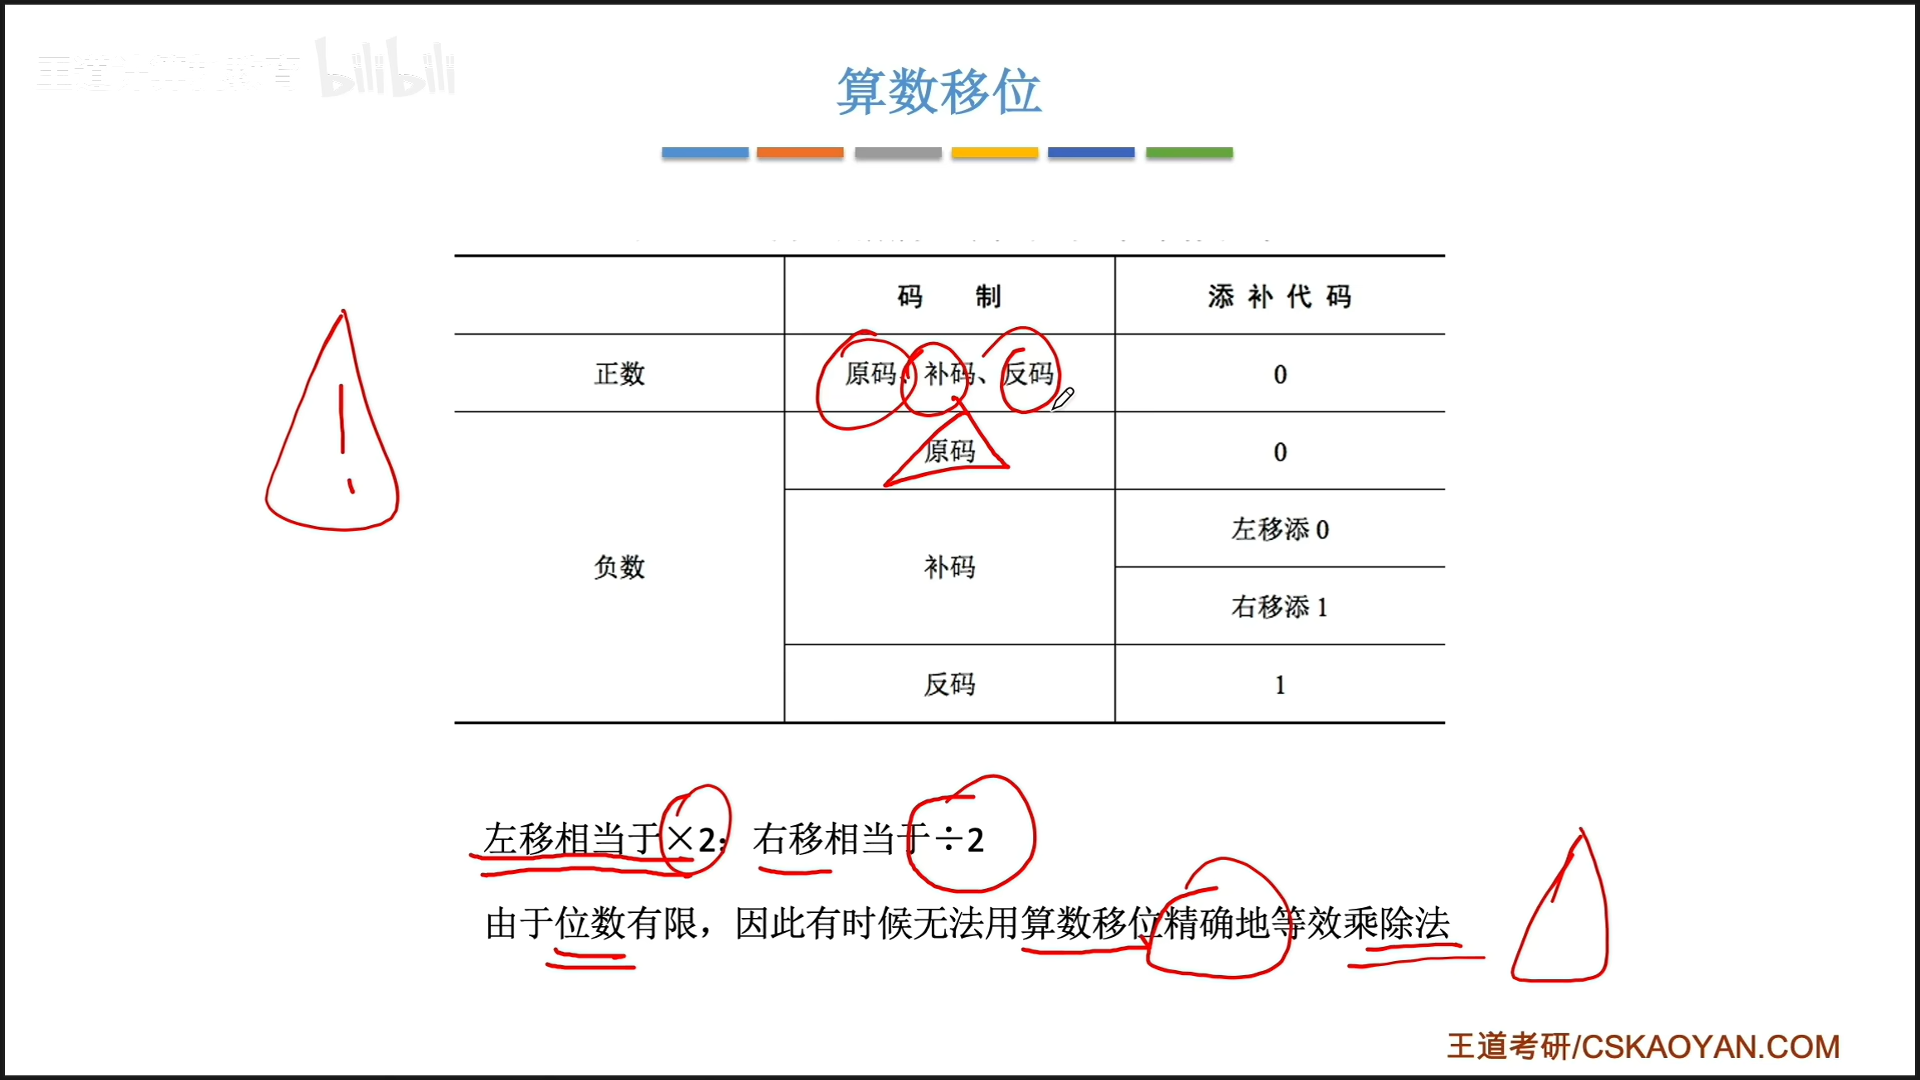 王道计算机教育 bilibili
算数移位
码 制 添补代码
正数 原码、补码、反码 0
原码 0
左移添 0
负数 补码
右移添 1
反码 1
左移相当于×2；右移相当于÷2
由于位数有限，因此有时候无法用算数移位精确地等效乘除法
王道考研/CSKAOYAN.COM